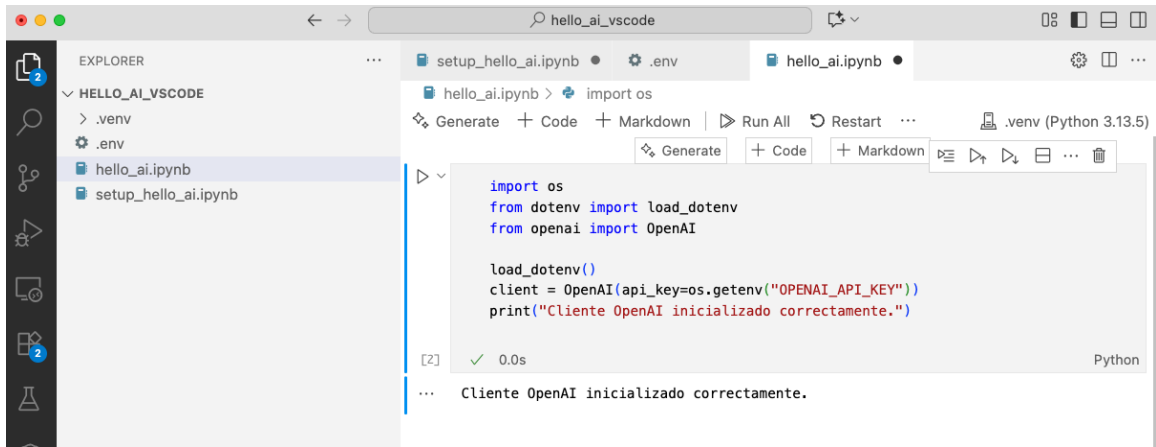 hello_ai_vscode
EXPLORER
HELLO_AI_VSCODE
.venv
.env
hello_ai.ipynb
setup_hello_ai.ipynb
2
2
setup_hello_ai.ipynb
.env
hello_ai.ipynb
hello_ai.ipynb > import os
Generate + Code + Markdown Run All Restart ... .venv (Python 3.13.5)
Generate + Code + Markdown
import os
from dotenv import load_dotenv
from openai import OpenAI
load_dotenv()
client = OpenAI(api_key=os.getenv("OPENAI_API_KEY"))
print("Cliente OpenAI inicializado correctamente.")
[2] ✓ 0.0s Python
Cliente OpenAI inicializado correctamente.